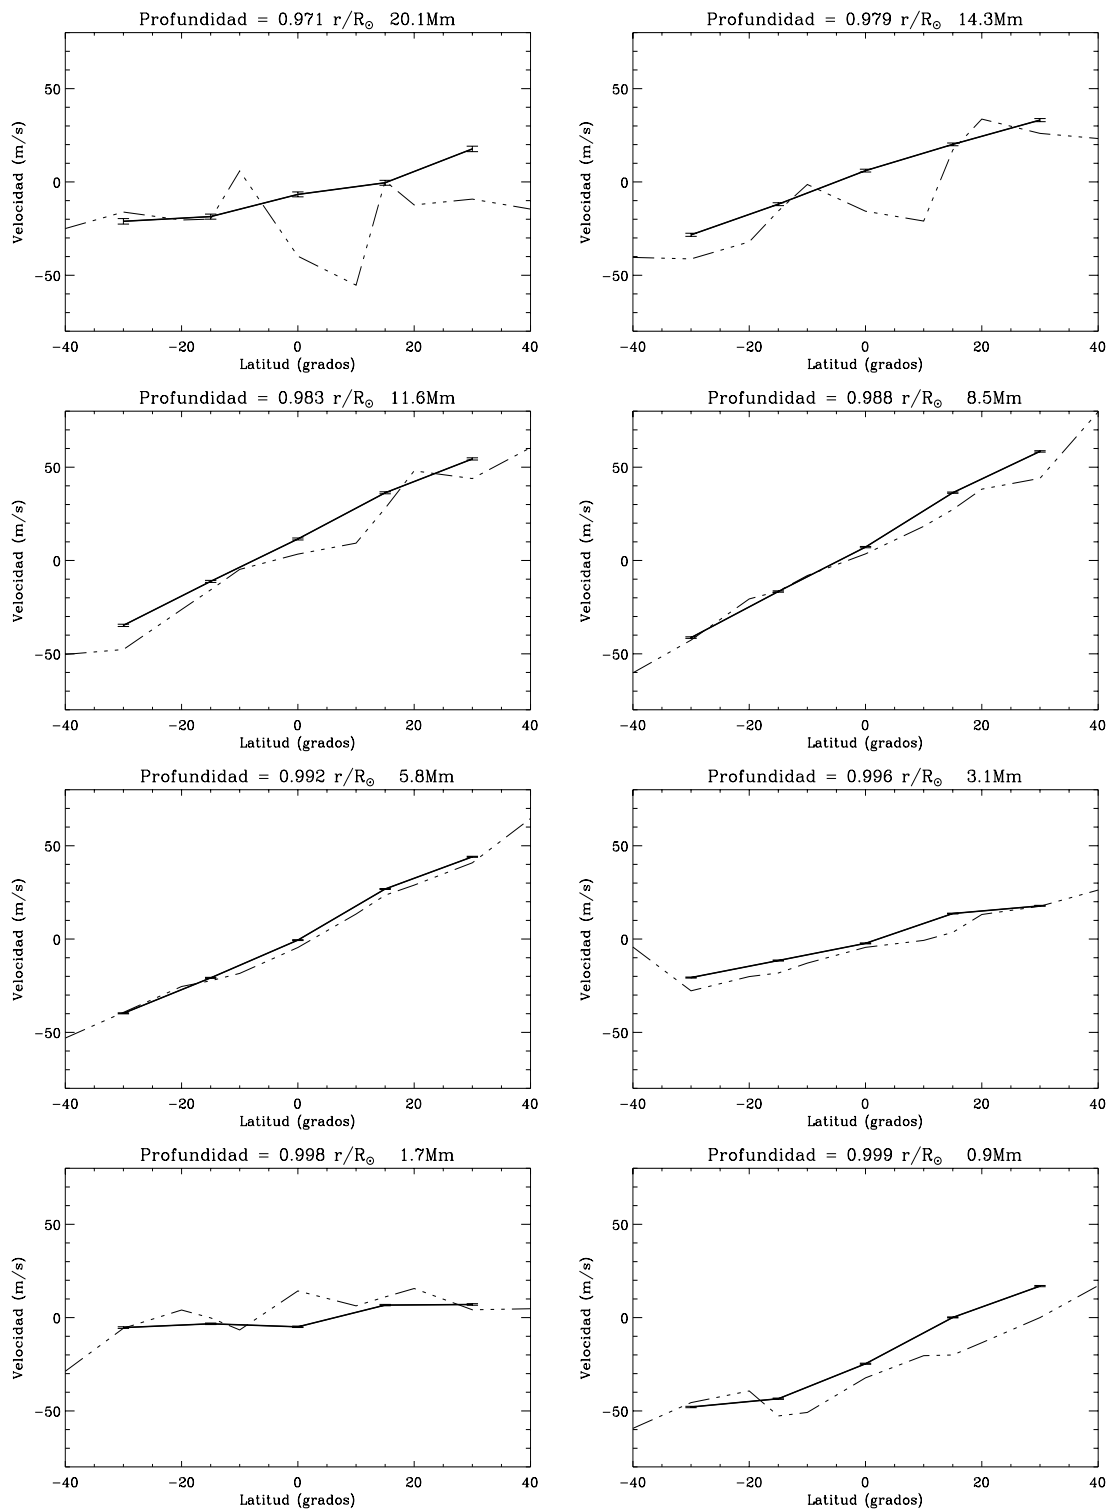 Profundidad = 0.971 r/R☉ 20.1Mm
Velocidad (m/s)
50
0
−50
−40 −20 0 20 40
Latitud (grados)
Profundidad = 0.979 r/R☉ 14.3Mm
Velocidad (m/s)
50
0
−50
−40 −20 0 20 40
Latitud (grados)
Profundidad = 0.983 r/R☉ 11.6Mm
Velocidad (m/s)
50
0
−50
−40 −20 0 20 40
Latitud (grados)
Profundidad = 0.988 r/R☉ 8.5Mm
Velocidad (m/s)
50
0
−50
−40 −20 0 20 40
Latitud (grados)
Profundidad = 0.992 r/R☉ 5.8Mm
Velocidad (m/s)
50
0
−50
−40 −20 0 20 40
Latitud (grados)
Profundidad = 0.996 r/R☉ 3.1Mm
Velocidad (m/s)
50
0
−50
−40 −20 0 20 40
Latitud (grados)
Profundidad = 0.998 r/R☉ 1.7Mm
Velocidad (m/s)
50
0
−50
−40 −20 0 20 40
Latitud (grados)
Profundidad = 0.999 r/R☉ 0.9Mm
Velocidad (m/s)
50
0
−50
−40 −20 0 20 40
Latitud (grados)